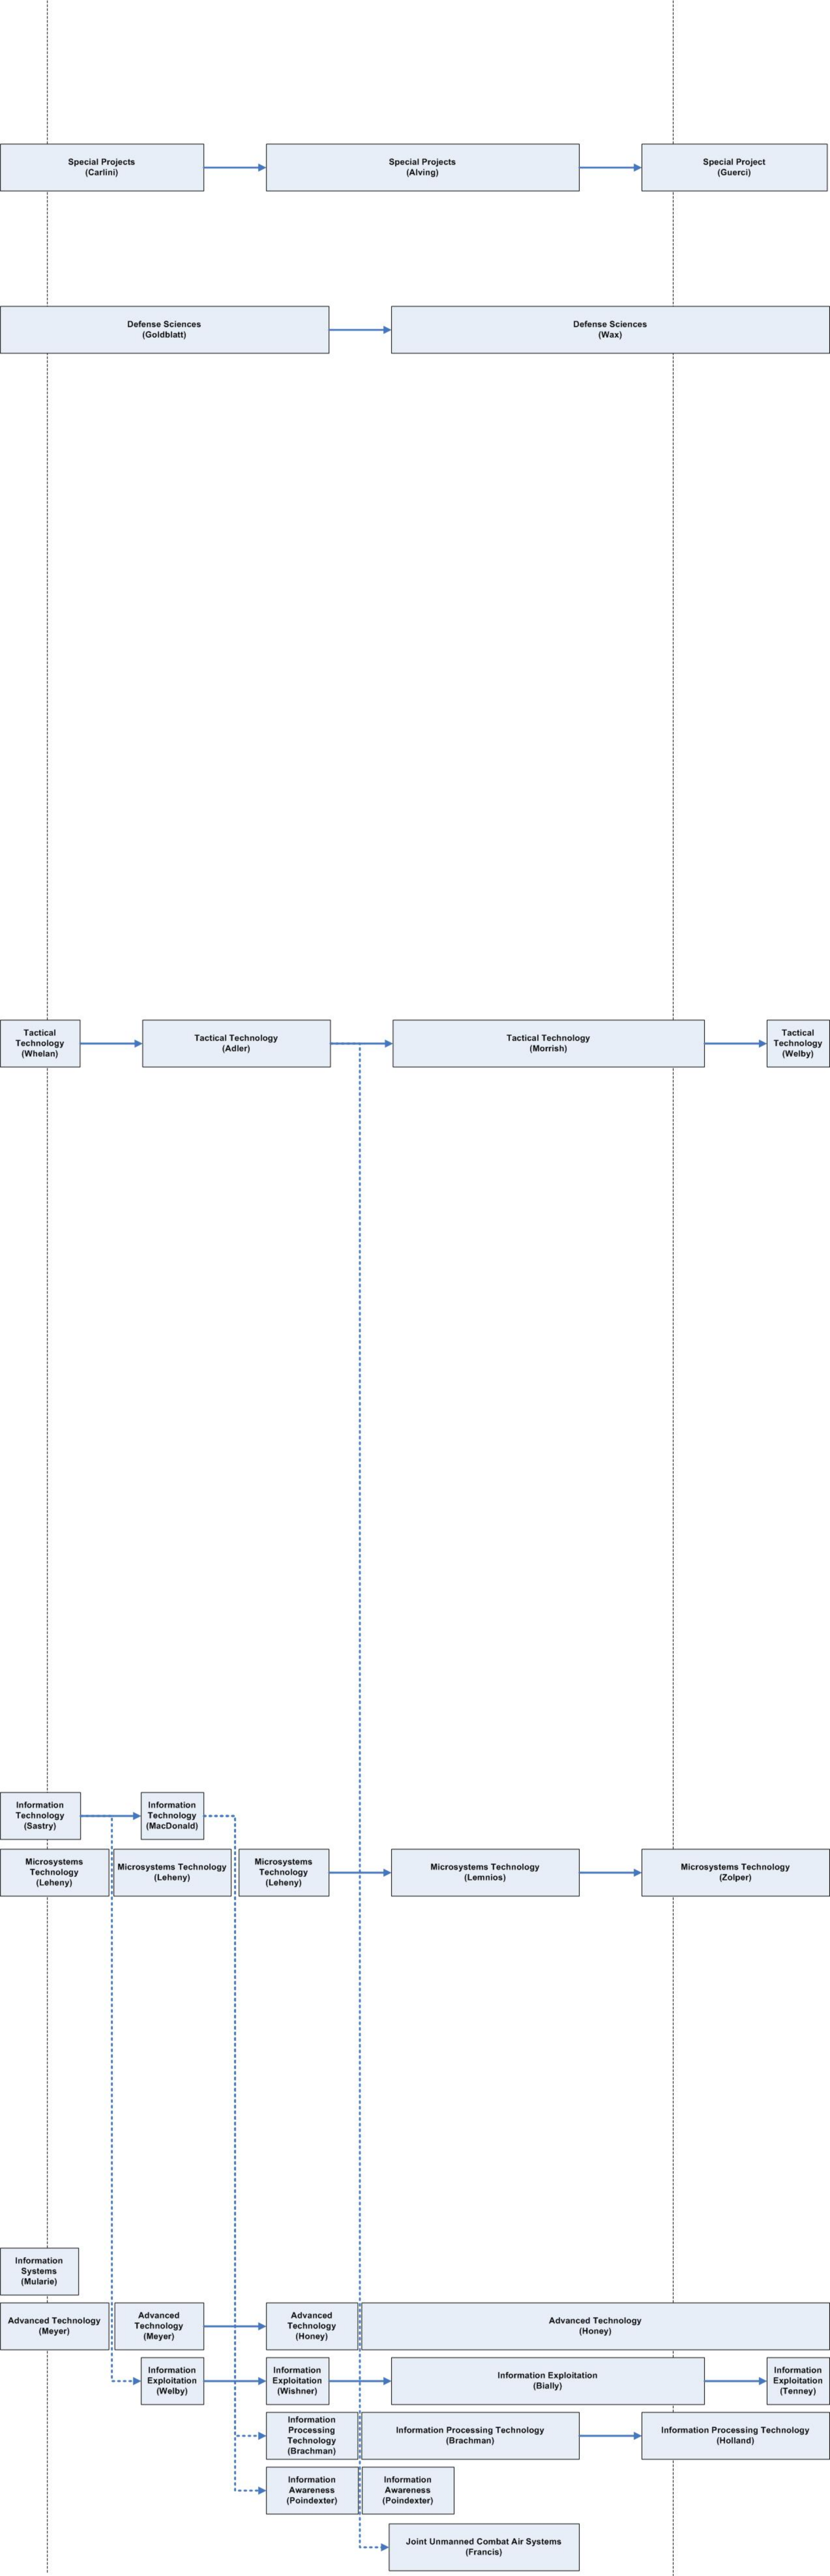 Special Projects
(Carlini)
Special Projects
(Alving)
Special Project
(Guerci)
Defense Sciences
(Goldblatt)
Defense Sciences
(Wax)
Tactical
Technology
(Whelan)
Tactical Technology
(Adler)
Tactical Technology
(Morrish)
Tactical
Technology
(Welby)
Information
Technology
(Sastry)
Information
Technology
(MacDonald)
Microsystems
Technology
(Leheny)
Microsystems Technology
(Leheny)
Microsystems
Technology
(Leheny)
Microsystems Technology
(Lemnios)
Microsystems Technology
(Zolper)
Information
Systems
(Mularie)
Advanced Technology
(Meyer)
Advanced
Technology
(Meyer)
Advanced
Technology
(Honey)
Advanced Technology
(Honey)
Information
Exploitation
(Welby)
Information
Exploitation
(Wishner)
Information Exploitation
(Bially)
Information
Exploitation
(Tenney)
Information
Processing
Technology
(Brachman)
Information Processing Technology
(Brachman)
Information Processing Technology
(Holland)
Information
Awareness
(Poindexter)
Information
Awareness
(Poindexter)
Joint Unmanned Combat Air Systems
(Francis)